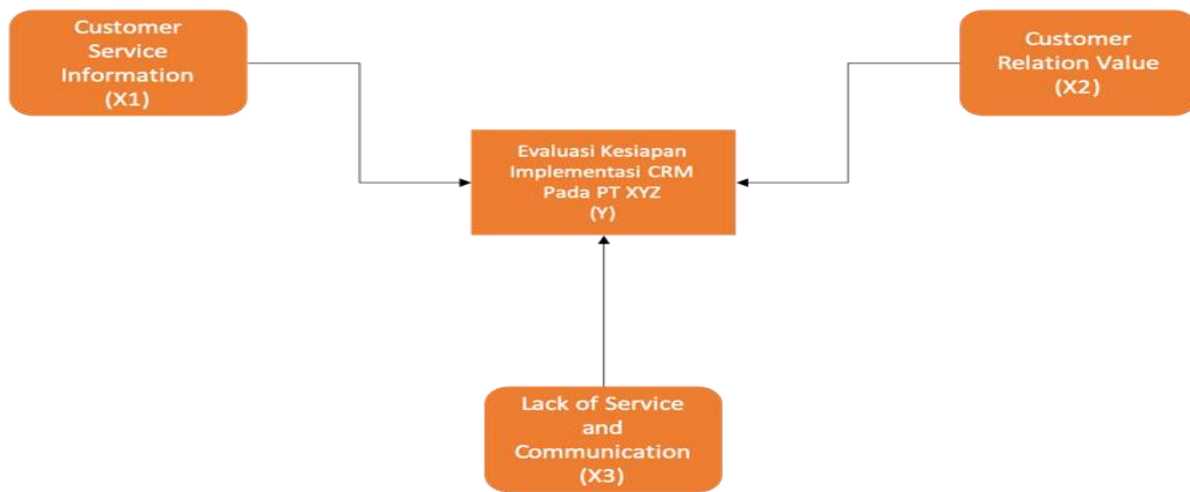 Customer
Service
Information
(X1)
Customer
Relation Value
(X2)
Evaluasi Kesiapan
Implementasi CRM
Pada PT XYZ
(Y)
Lack of Service
and
Communication
(X3)